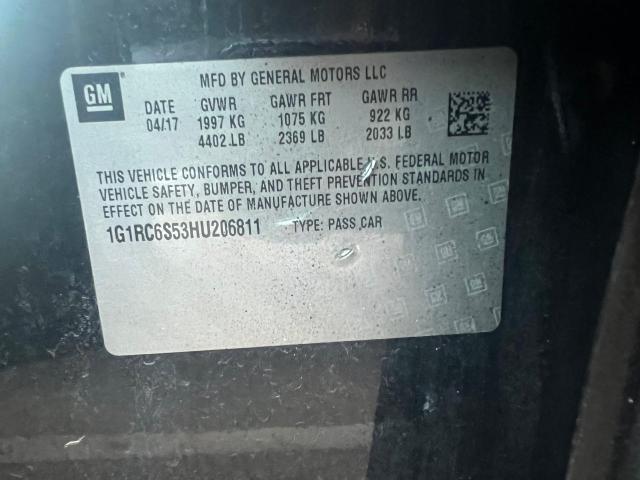 GM
MFD BY GENERAL MOTORS LLC
DATE GVWR GAWR FRT GAWR RR
04/17 1997 KG 1075 KG 922 KG
4402 LB 2369 LB 2033 LB
THIS VEHICLE CONFORMS TO ALL APPLICABLE U.S. FEDERAL MOTOR
VEHICLE SAFETY, BUMPER, AND THEFT PREVENTION STANDARDS IN
EFFECT ON THE DATE OF MANUFACTURE SHOWN ABOVE.
1G1RC6S53HU206811 TYPE: PASS CAR